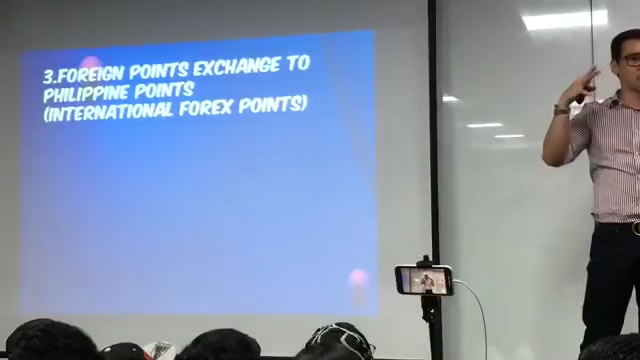 3.FOREIGN POINTS EXCHANGE TO
PHILIPPINE POINTS
(INTERNATIONAL FOREX POINTS)